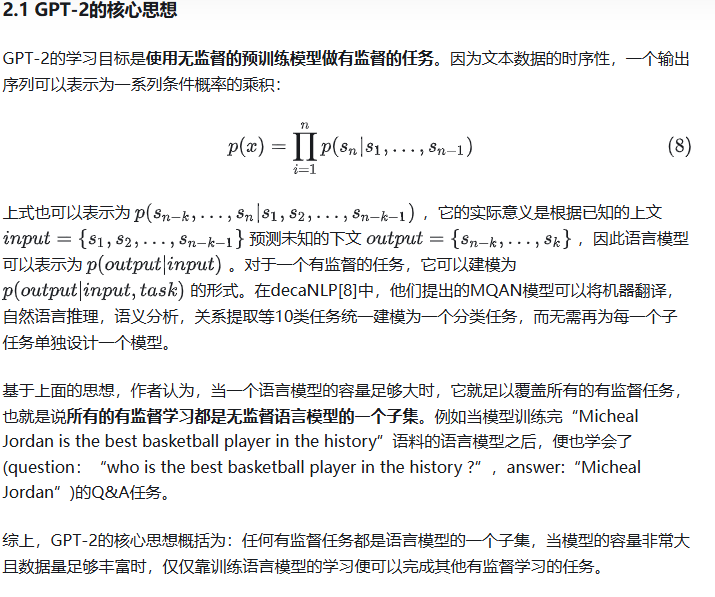 2.1 GPT-2的核心思想
GPT-2的学习目标是使用无监督的预训练模型做有监督的任务。因为文本数据的时序性，一个输出
序列可以表示为一系列条件概率的乘积：
p(x) = ∏_{i=1}^{n} p(s_n|s_1, . . . , s_{n-1}) (8)
上式也可以表示为 p(s_{n-k}, . . . , s_n|s_1, s_2, . . . , s_{n-k-1}) ，它的实际意义是根据已知的上文
input = {s_1, s_2, . . . , s_{n-k-1}} 预测未知的下文 output = {s_{n-k}, . . . , s_k} ，因此语言模型
可以表示为 p(output|input) 。对于一个有监督的任务，它可以建模为
p(output|input, task) 的形式。在decaNLP[8]中，他们提出的MQAN模型可以将机器翻译，
自然语言推理，语义分析，关系提取等10类任务统一建模为一个分类任务，而无需再为每一个子
任务单独设计一个模型。
基于上面的思想，作者认为，当一个语言模型的容量足够大时，它就足以覆盖所有的有监督任务，
也就是说所有的有监督学习都是无监督语言模型的一个子集。例如当模型训练完“Micheal
Jordan is the best basketball player in the history”语料的语言模型之后，便也学会了
(question：“who is the best basketball player in the history ?”，answer:“Micheal
Jordan”)的Q&A任务。
综上，GPT-2的核心思想概括为：任何有监督任务都是语言模型的一个子集，当模型的容量非常大
且数据量足够丰富时，仅仅靠训练语言模型的学习便可以完成其他有监督学习的任务。